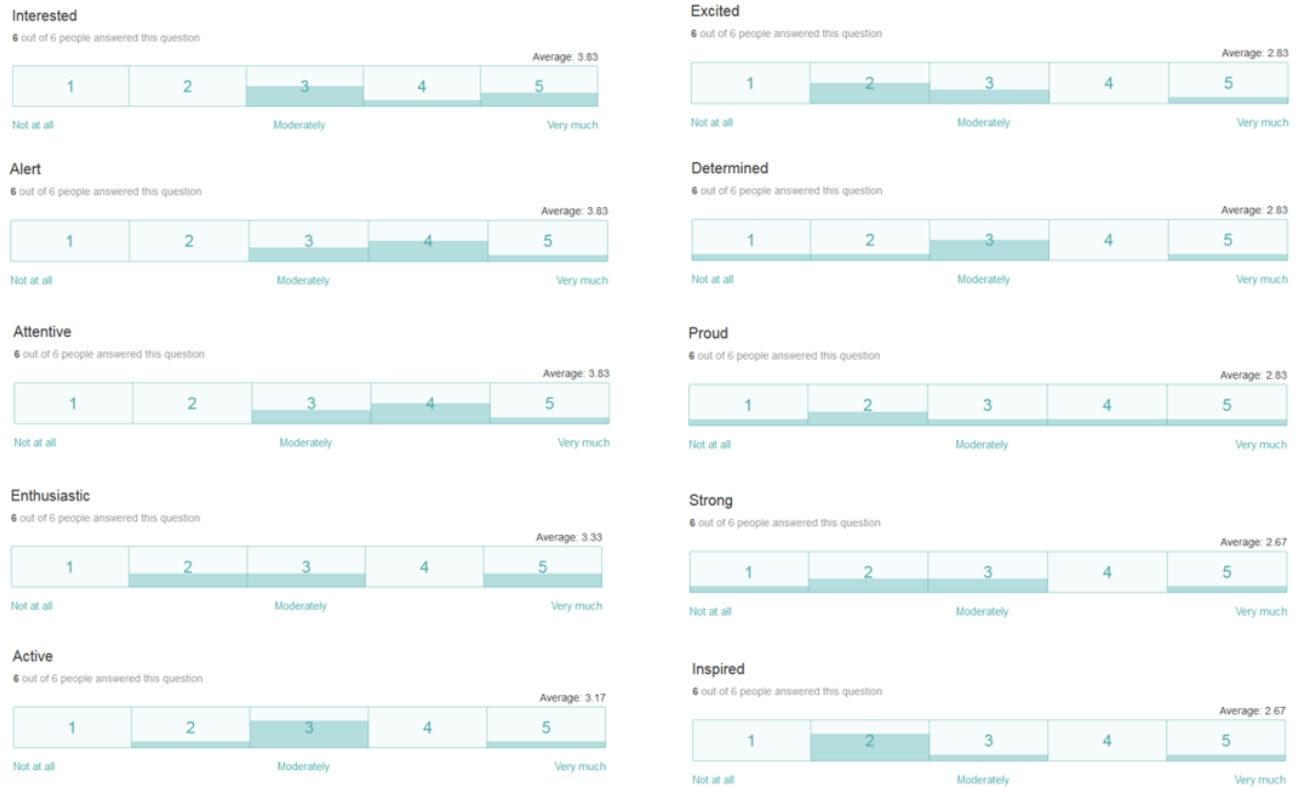 Interested
6 out of 6 people answered this question
Average: 3.83
1 2 3 4 5
Not at all Moderately Very much
Alert
6 out of 6 people answered this question
Average: 3.83
1 2 3 4 5
Not at all Moderately Very much
Attentive
6 out of 6 people answered this question
Average: 3.83
1 2 3 4 5
Not at all Moderately Very much
Enthusiastic
6 out of 6 people answered this question
Average: 3.33
1 2 3 4 5
Not at all Moderately Very much
Active
6 out of 6 people answered this question
Average: 3.17
1 2 3 4 5
Not at all Moderately Very much
Excited
6 out of 6 people answered this question
Average: 2.83
1 2 3 4 5
Not at all Moderately Very much
Determined
6 out of 6 people answered this question
Average: 2.83
1 2 3 4 5
Not at all Moderately Very much
Proud
6 out of 6 people answered this question
Average: 2.83
1 2 3 4 5
Not at all Moderately Very much
Strong
6 out of 6 people answered this question
Average: 2.67
1 2 3 4 5
Not at all Moderately Very much
Inspired
6 out of 6 people answered this question
Average: 2.67
1 2 3 4 5
Not at all Moderately Very much